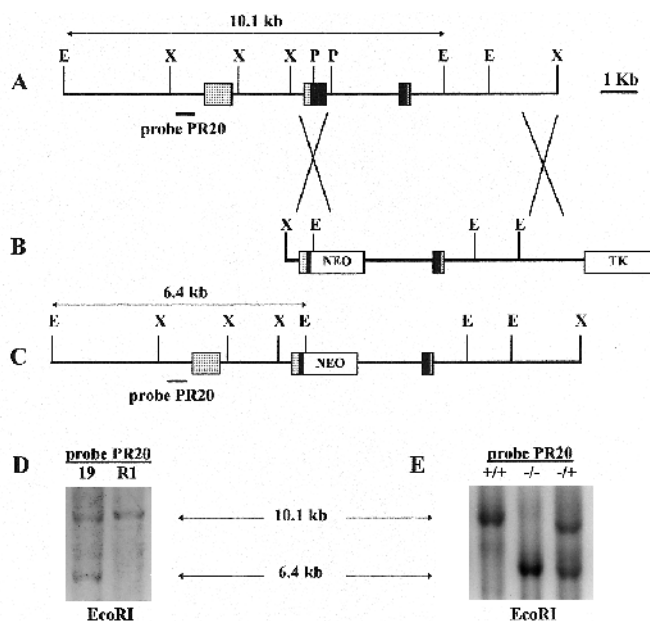 10.1 kb
E X X X P P E E X
A 1 Kb
probe PR20
X E E E
B NEO TK
6.4 kb
E X X X E E E X
C NEO
probe PR20
D probe PR20 E probe PR20
19 R1 +/+ -/- -/+
10.1 kb
6.4 kb
EcoRI EcoRI